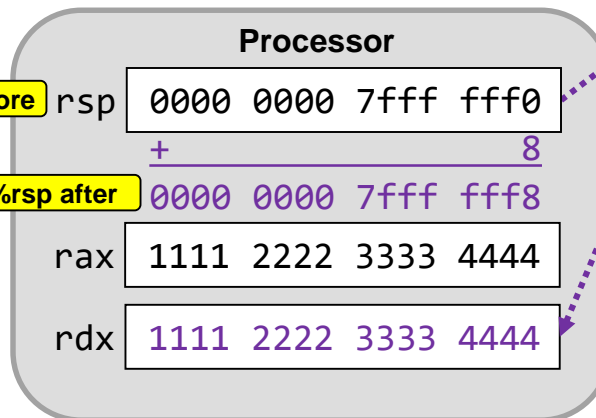 Processor
ore rsp 0000 0000 7fff fff0
+ 8
%rsp after 0000 0000 7fff fff8
rax 1111 2222 3333 4444
rdx 1111 2222 3333 4444